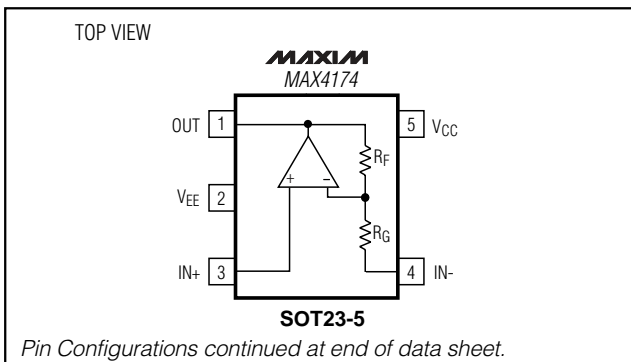 TOP VIEW
MAXIM
MAX4174
OUT 1
5 VCC
RF
+ −
VEE 2
RG
IN+ 3
4 IN-
SOT23-5
Pin Configurations continued at end of data sheet.